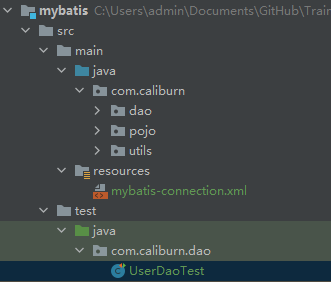 mybatis C:\Users\admin\Documents\GitHub\Train
src
main
java
com.caliburn
dao
pojo
utils
resources
mybatis-connection.xml
test
java
com.caliburn.dao
UserDaoTest